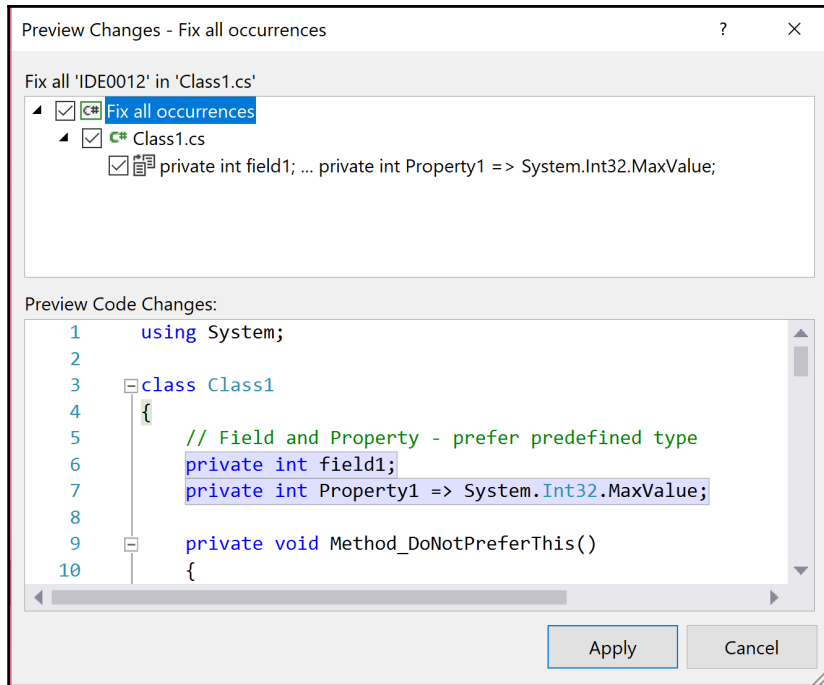 Preview Changes - Fix all occurrences ?
Fix all 'IDE0012' in 'Class1.cs'
C# Fix all occurrences
C# Class1.cs
private int field1; ... private int Property1 => System.Int32.MaxValue;
Preview Code Changes:
1 using System;
2
3 class Class1
4 {
5 // Field and Property - prefer predefined type
6 private int field1;
7 private int Property1 => System.Int32.MaxValue;
8
9 private void Method_DoNotPreferThis()
10 {
Apply Cancel